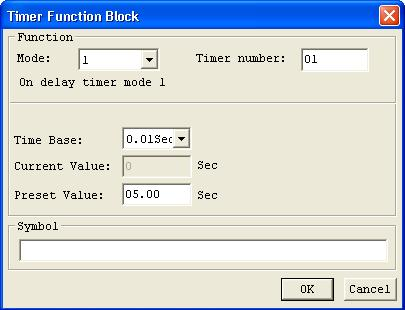 Timer Function Block
Function
Mode: 1 Timer number: 01
On delay timer mode 1
Time Base: 0.01Sec
Current Value: 0 Sec
Preset Value: 05.00 Sec
Symbol
OK Cancel